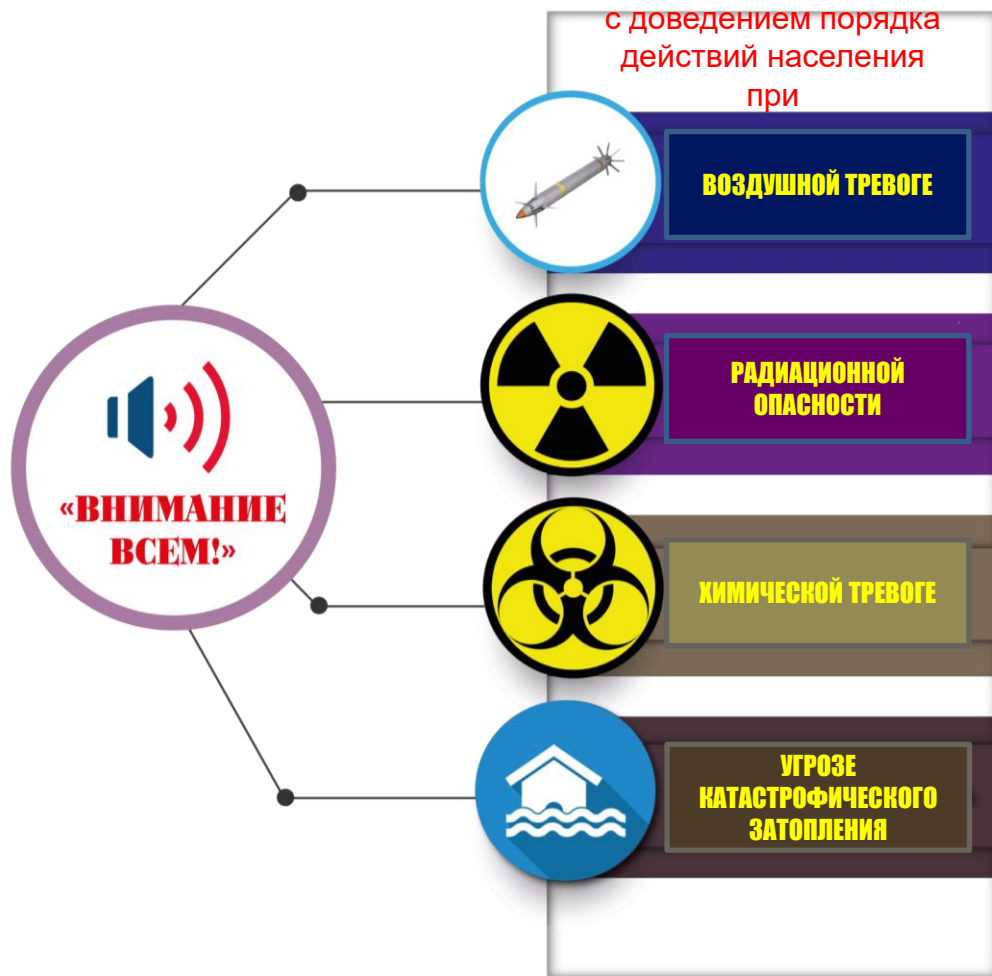 с доведением порядка
действий населения
при
ВОЗДУШНОЙ ТРЕВОГЕ
РАДИАЦИОННОЙ
ОПАСНОСТИ
«ВНИМАНИЕ
ВСЕМ!»
ХИМИЧЕСКОЙ ТРЕВОГЕ
УГРОЗЕ
КАТАСТРОФИЧЕСКОГО
ЗАТОПЛЕНИЯ